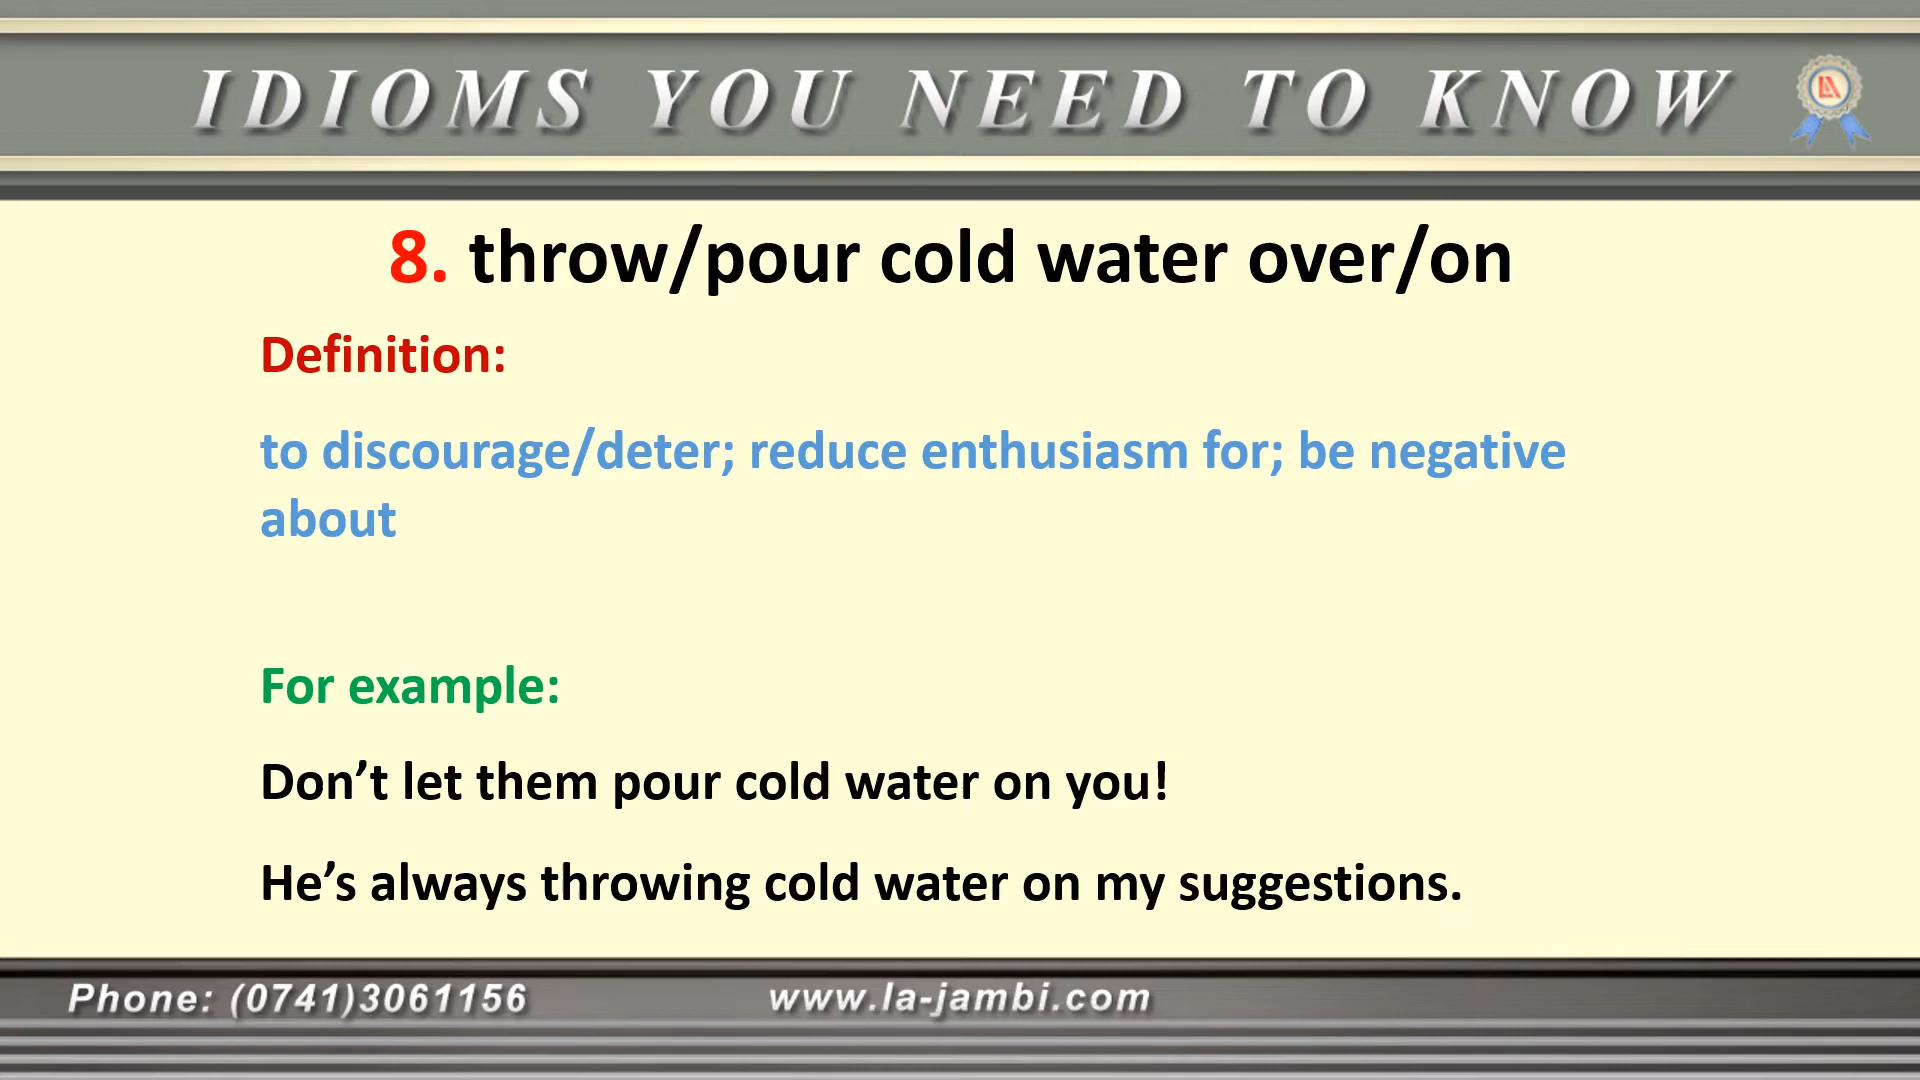 IDIOMS YOU NEED TO KNOW
LA
8. throw/pour cold water over/on
Definition:
to discourage/deter; reduce enthusiasm for; be negative
about
For example:
Don’t let them pour cold water on you!
He’s always throwing cold water on my suggestions.
Phone: (0741)3061156
www.la-jambi.com